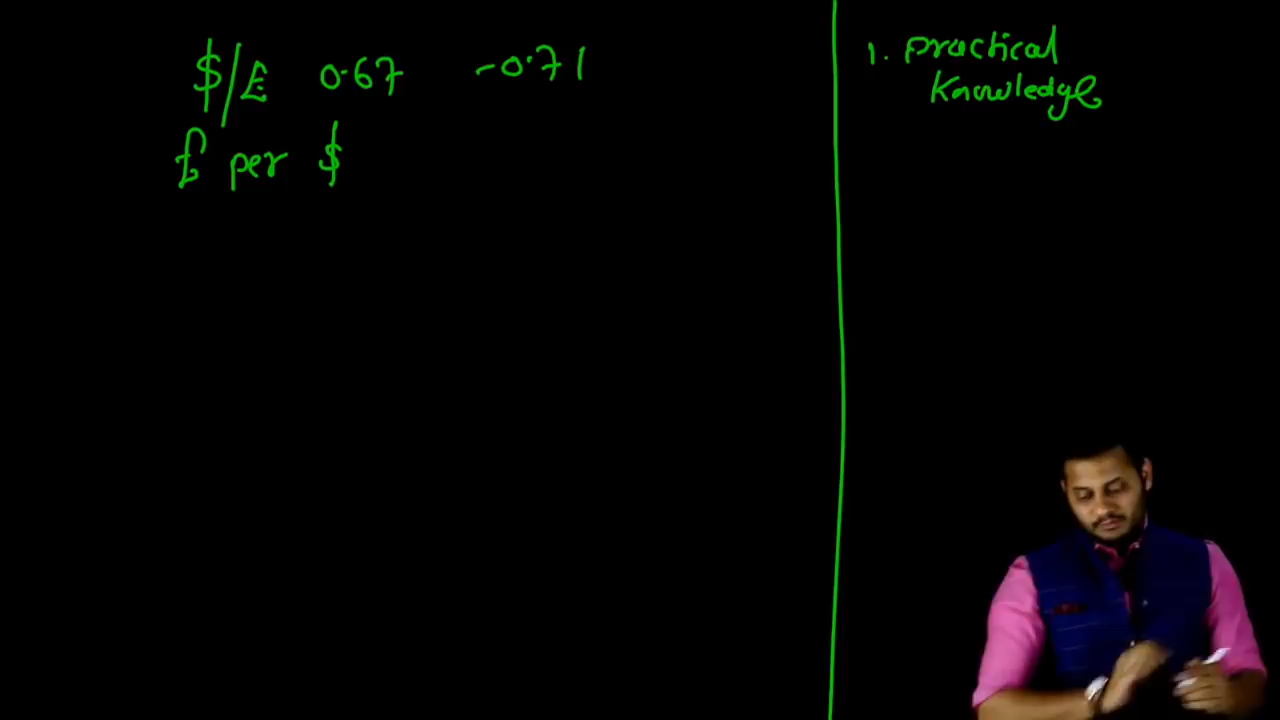 $/£ 0.67 - 0.71
£ per $
1. Practical
Knowledge